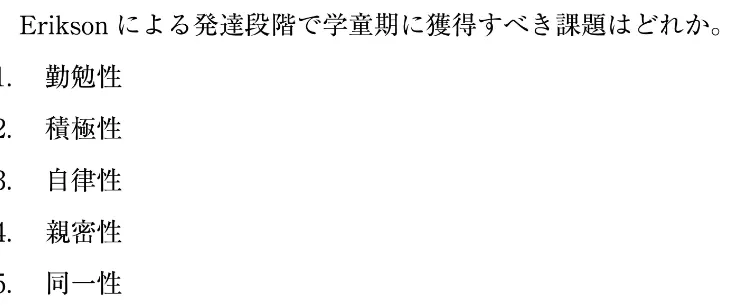 Erikson による発達段階で学童期に獲得すべき課題はどれか。
1. 勤勉性
2. 積極性
3. 自律性
4. 親密性
5. 同一性